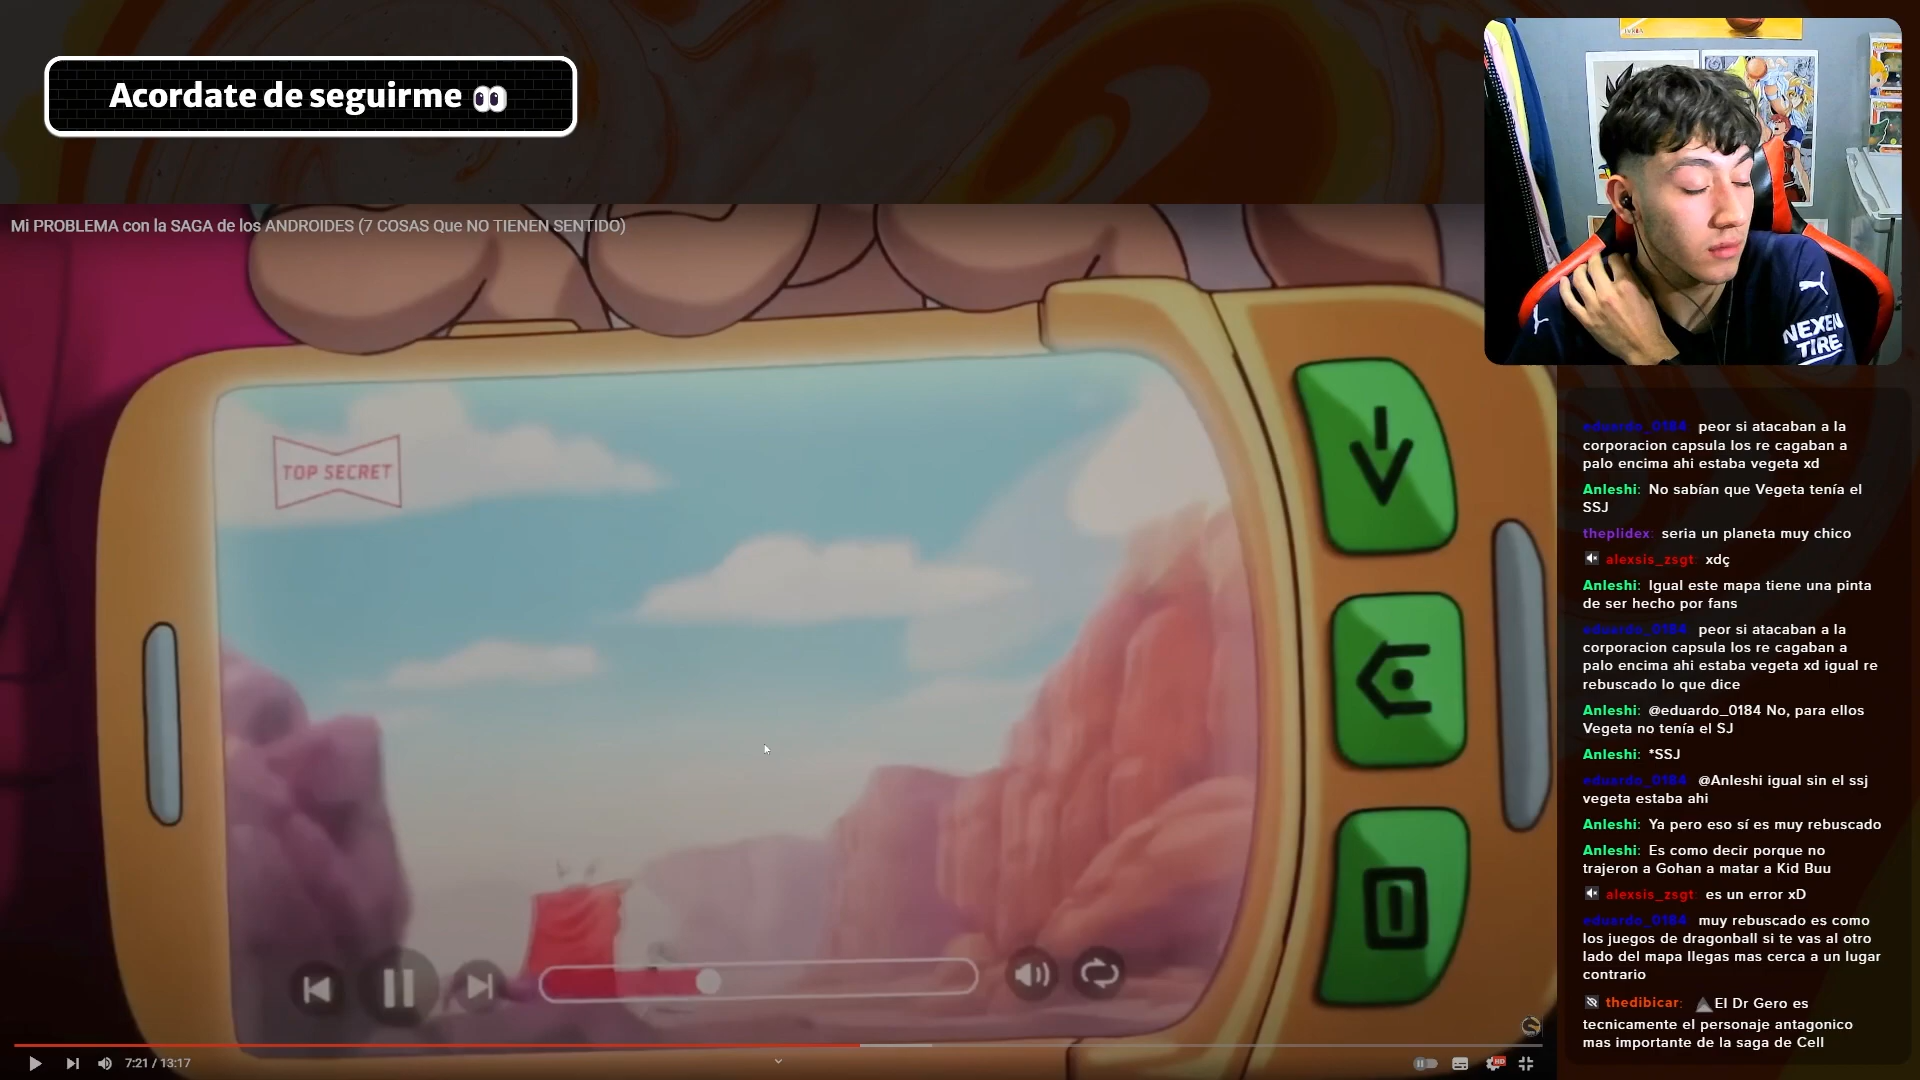 Acordate de seguirme
Mi PROBLEMA con la SAGA de los ANDROIDES (7 COSAS Que NO TIENEN SENTIDO)
TOP SECRET
NEXEN
TIRE
eduardo_0184 peor si atacaban a la
corporacion capsula los re cagaban a
palo encima ahi estaba vegeta xd
Anleshi: No sabían que Vegeta tenía el
SSJ
theplidex: seria un planeta muy chico
alexsis_zsgt: xdç
Anleshi: Igual este mapa tiene una pinta
de ser hecho por fans
eduardo_0184 peor si atacaban a la
corporacion capsula los re cagaban a
palo encima ahi estaba vegeta xd igual re
rebuscado lo que dice
Anleshi: @eduardo_0184 No, para ellos
Vegeta no tenía el SJ
Anleshi: *SSJ
eduardo_0184 @Anleshi igual sin el ssj
vegeta estaba ahi
Anleshi: Ya pero eso sí es muy rebuscado
Anleshi: Es como decir porque no
trajeron a Gohan a matar a Kid Buu
alexsis_zsgt: es un error xD
eduardo_0184 muy rebuscado es como
los juegos de dragonball si te vas al otro
lado del mapa llegas mas cerca a un lugar
contrario
thedibicar: El Dr Gero es
tecnicamente el personaje antagonico
mas importante de la saga de Cell
7:21 / 13:17
HD